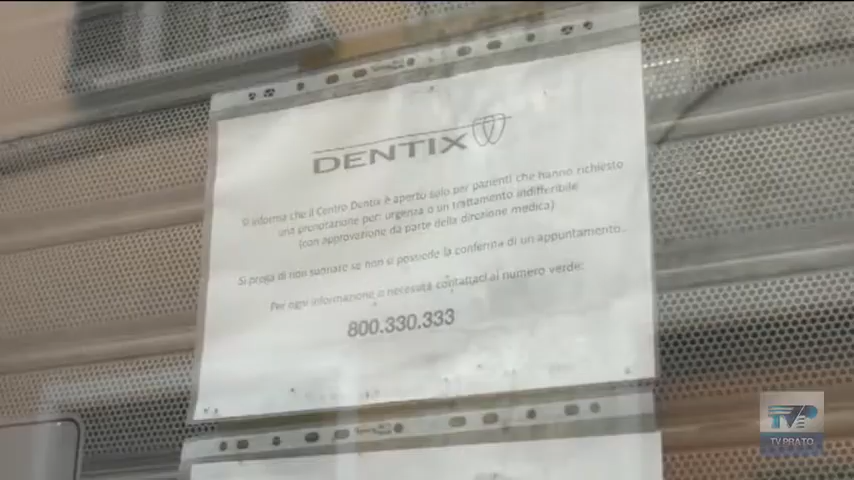 DENTIX
Si informa che il Centro Dentix è aperto solo per pazienti che hanno richiesto
una prenotazione per: urgenza o un trattamento indifferibile
(con approvazione da parte della direzione medica)
Si prega di non suonare se non si possiede la conferma di un appuntamento.
Per ogni informazione o necessità contattaci al numero verde:
800.330.333
TVP
TV PRATO